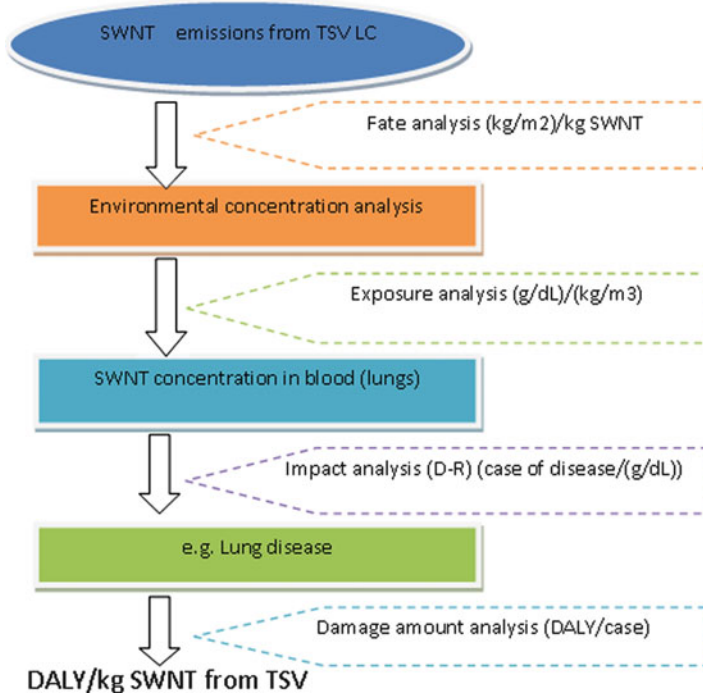 SWNT emissions from TSV LC
Fate analysis (kg/m2)/kg SWNT
Environmental concentration analysis
Exposure analysis (g/dL)/(kg/m3)
SWNT concentration in blood (lungs)
Impact analysis (D-R) (case of disease/(g/dL))
e.g. Lung disease
Damage amount analysis (DALY/case)
DALY/kg SWNT from TSV